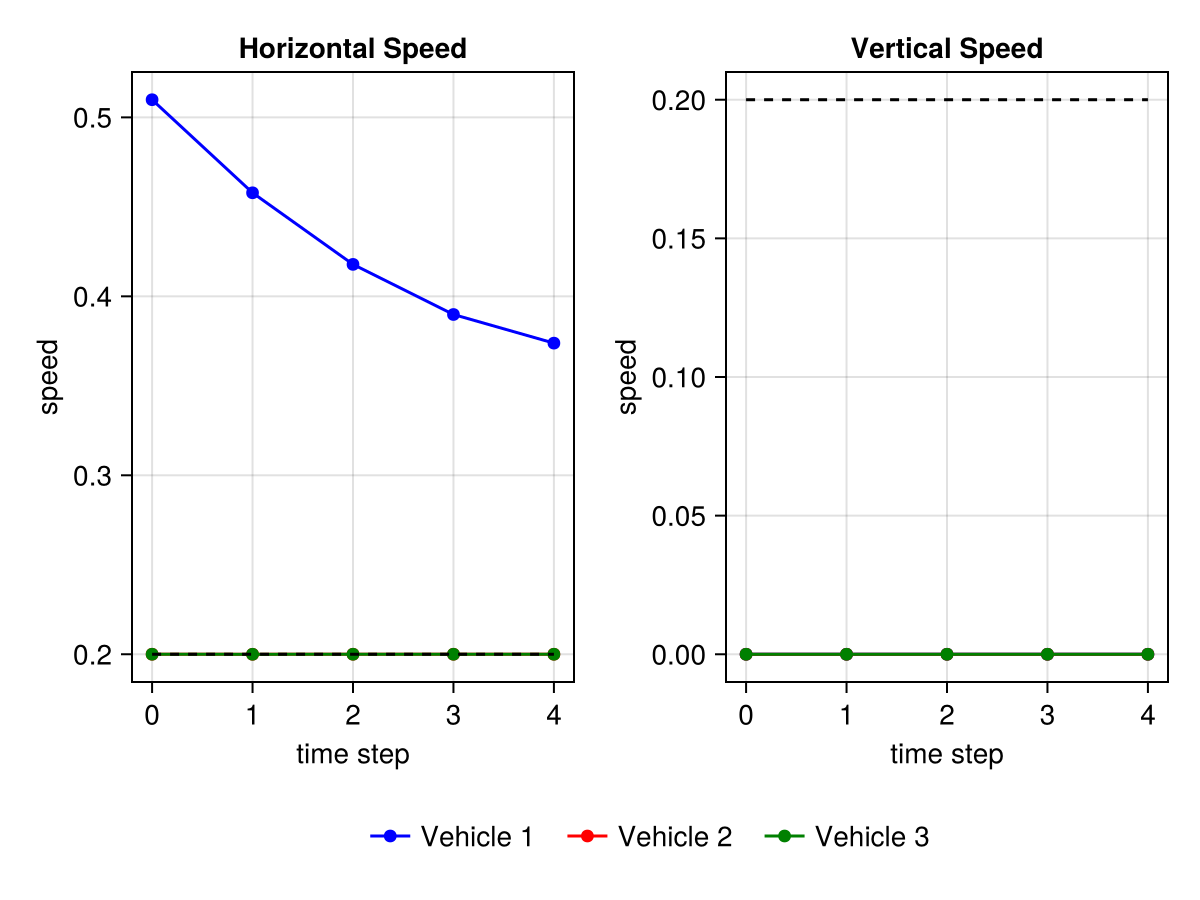 Horizontal Speed
0.5
0.4
0.3
0.2
speed
0 1 2 3 4
time step
Vertical Speed
0.20
0.15
0.10
0.05
0.00
speed
0 1 2 3 4
time step
Vehicle 1 Vehicle 2 Vehicle 3